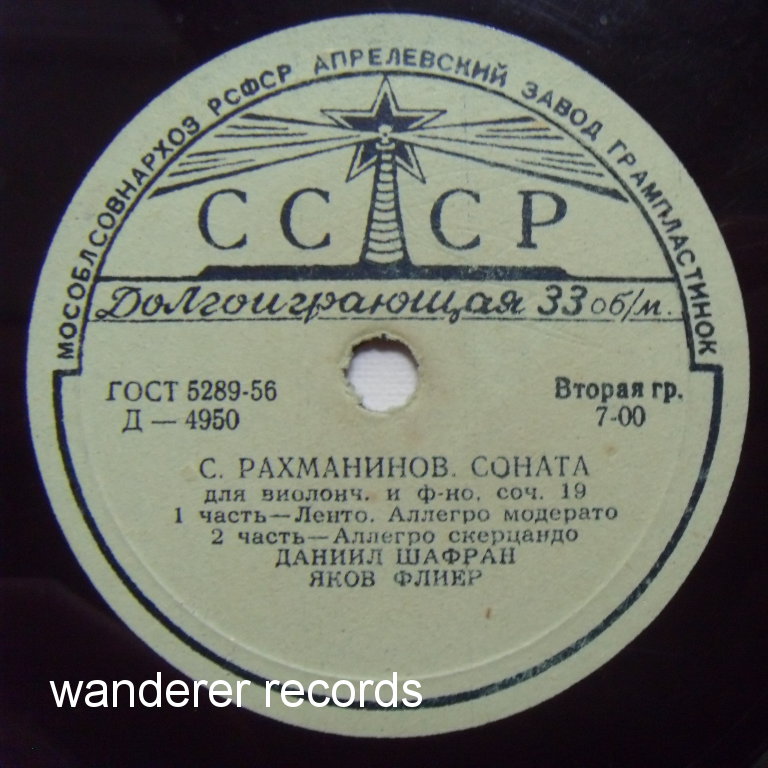 МОСОБЛСОВНАРХОЗ РСФСР АПРЕЛЕВСКИЙ ЗАВОД ГРАМПЛАСТИНОК
СССР
Долгоиграющая 33 об/м.
ГОСТ 5289-56
Д — 4950
Вторая гр.
7-00
С. РАХМАНИНОВ. СОНАТА
для виолонч. и ф-но, соч. 19
1 часть—Ленто. Аллегро модерато
2 часть—Аллегро скерцандо
ДАНИИЛ ШАФРАН
ЯКОВ ФЛИЕР
wanderer records